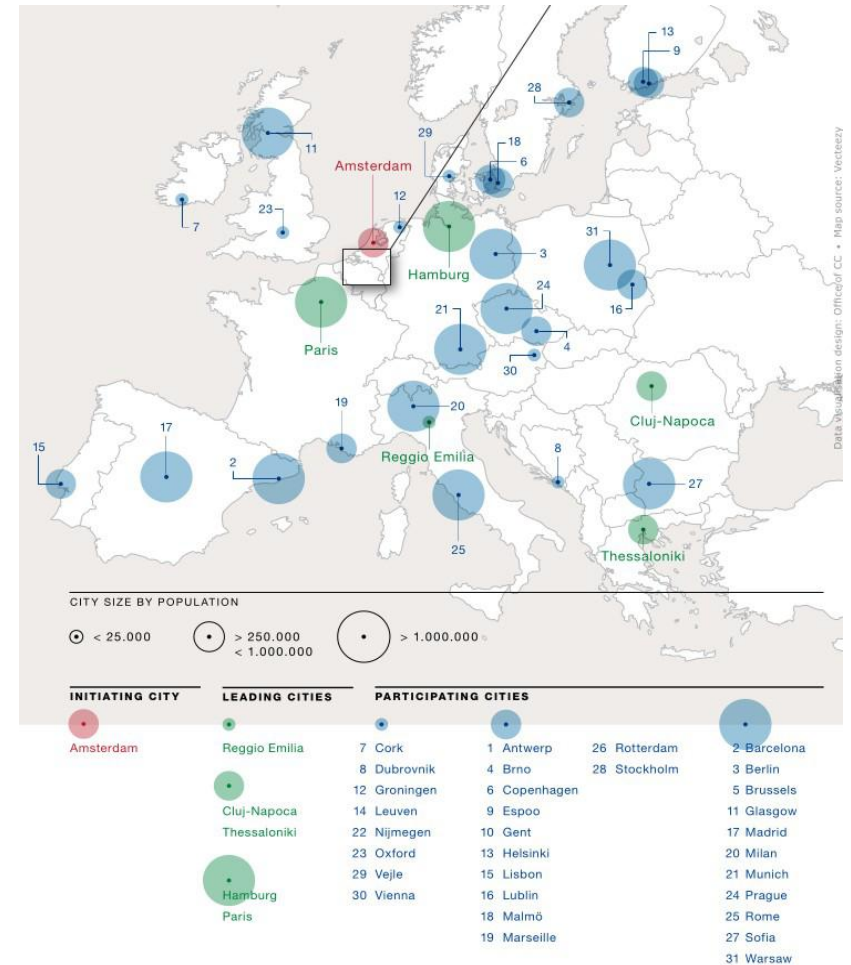 13
9
28
11
29
18
6
Amsterdam
12
7
23
31
3
Hamburg
24
16
21
4
Paris
30
19
20
Cluj-Napoca
17
Reggio Emilia
15
2
8
27
25
Thessaloniki
Data visualisation design: Office of CC • Map source: Vecteezy
CITY SIZE BY POPULATION
< 25.000
> 250.000
< 1.000.000
> 1.000.000
INITIATING CITY
Amsterdam
LEADING CITIES
Reggio Emilia
Cluj-Napoca
Thessaloniki
Hamburg
Paris
PARTICIPATING CITIES
7 Cork
8 Dubrovnik
12 Groningen
14 Leuven
22 Nijmegen
23 Oxford
29 Vejle
30 Vienna
1 Antwerp
4 Brno
6 Copenhagen
9 Espoo
10 Gent
13 Helsinki
15 Lisbon
16 Lublin
18 Malmö
19 Marseille
26 Rotterdam
28 Stockholm
2 Barcelona
3 Berlin
5 Brussels
11 Glasgow
17 Madrid
20 Milan
21 Munich
24 Prague
25 Rome
27 Sofia
31 Warsaw